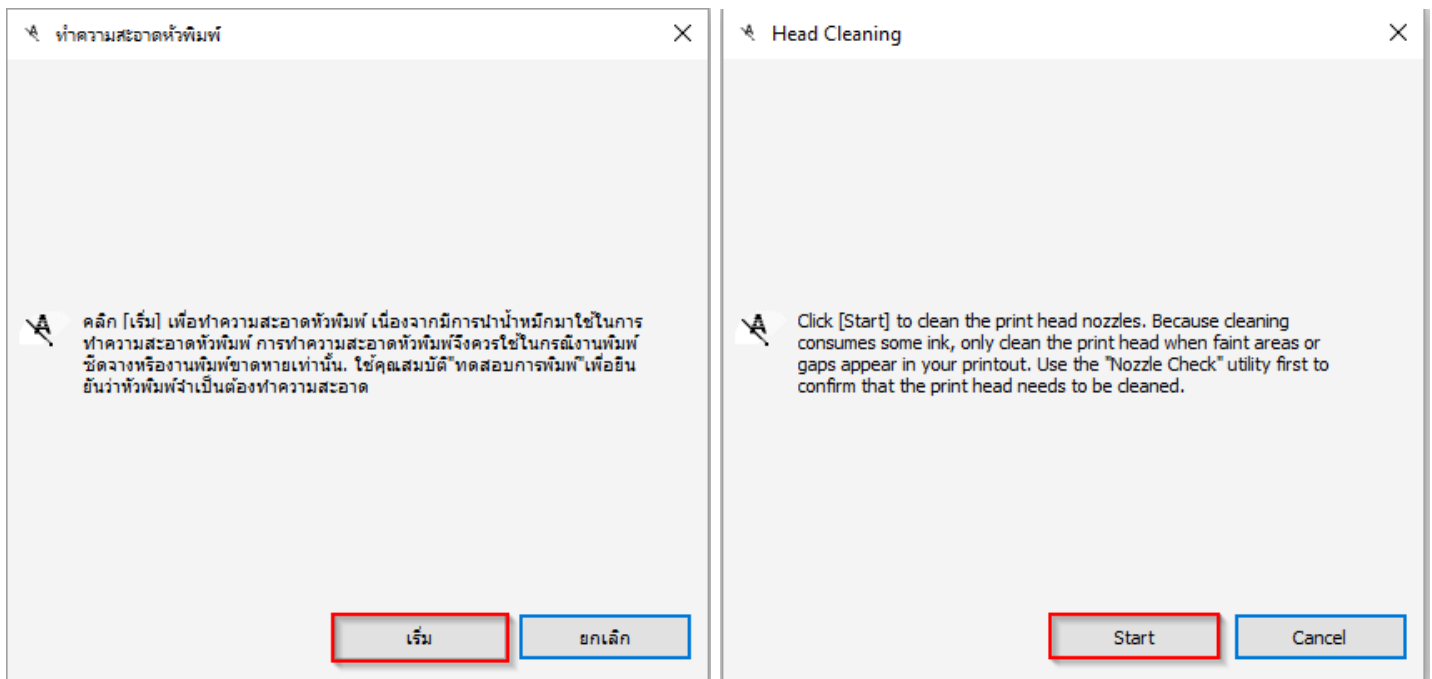 ทำความสะอาดหัวพิมพ์
คลิก [เริ่ม] เพื่อทำความสะอาดหัวพิมพ์ เนื่องจากมีการนำน้ำหมึกมาใช้ในการ
ทำความสะอาดหัวพิมพ์ การทำความสะอาดหัวพิมพ์จึงควรใช้ในกรณีงานพิมพ์
ซีดจางหรืองานพิมพ์ขาดหายเท่านั้น. ใช้คุณสมบัติ"ทดสอบการพิมพ์"เพื่อยืน
ยันว่าหัวพิมพ์จำเป็นต้องทำความสะอาด
เริ่ม
ยกเลิก
Head Cleaning
Click [Start] to clean the print head nozzles. Because cleaning
consumes some ink, only clean the print head when faint areas or
gaps appear in your printout. Use the "Nozzle Check" utility first to
confirm that the print head needs to be cleaned.
Start
Cancel